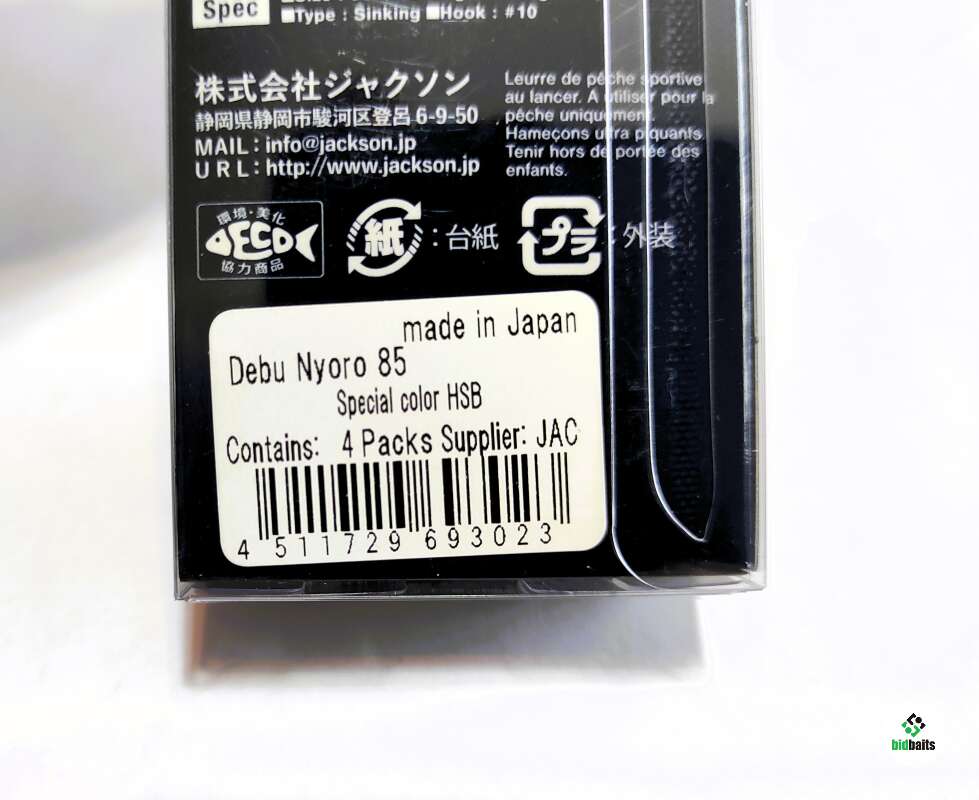 Spec
■Type : Sinking ■Hook : #10
株式会社ジャクソン
静岡県静岡市駿河区登呂6-9-50
MAIL : info@jackson.jp
URL : http://www.jackson.jp
Leurre de pêche sportive
au lancer. A utiliser pour la
pêche uniquement.
Hameçons ultra piquants.
Tenir hors de portée des
enfants.
環境・美化
ECO
協力商品
紙 : 台紙
プラ : 外装
made in Japan
Debu Nyoro 85
Special color HSB
Contains: 4 Packs Supplier: JAC
4 511729 693023
bidbaits